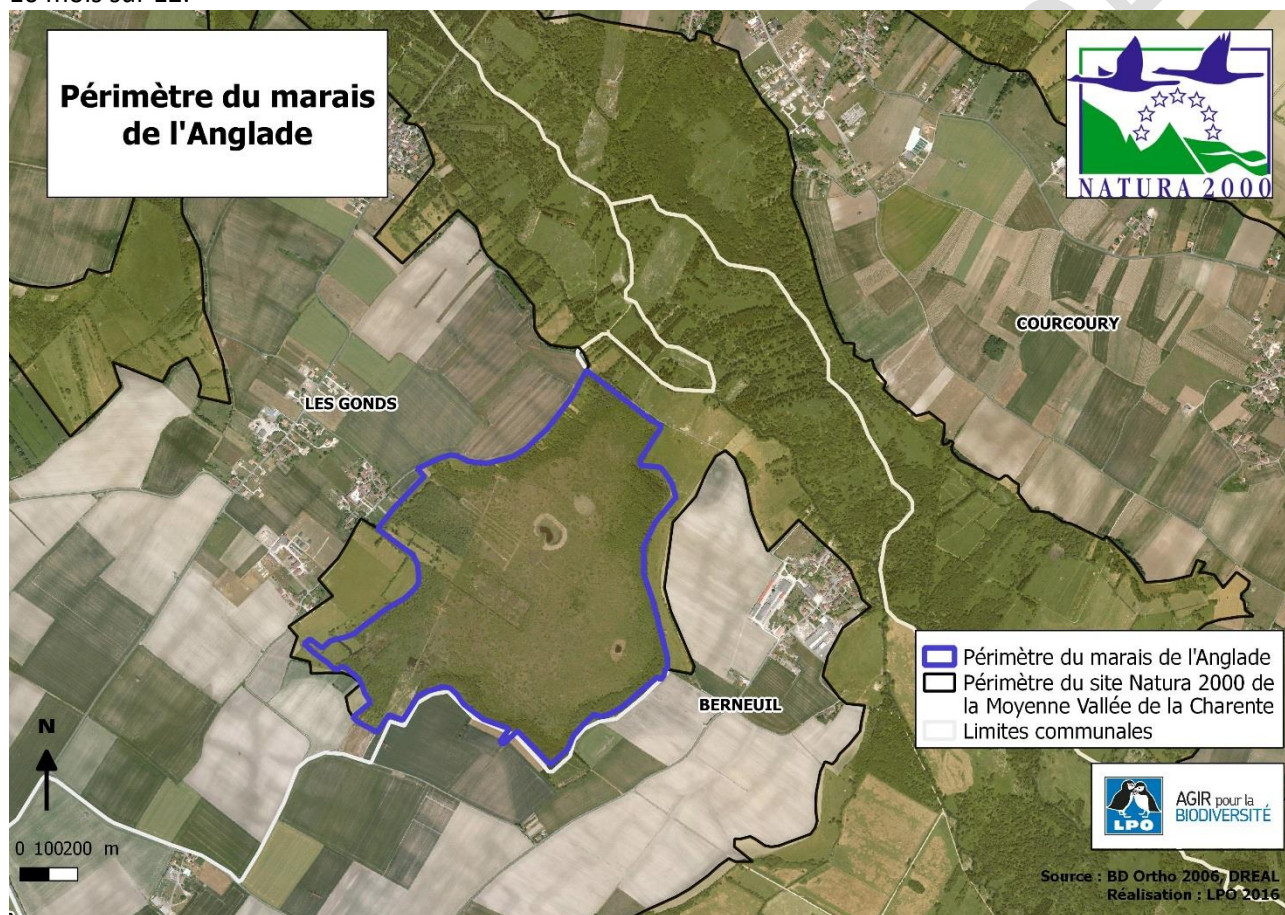 Périmètre du marais
de l'Anglade
NATURA 2000
COURCOURY
LES GONDS
BERNEUIL
Périmètre du marais de l'Anglade
Périmètre du site Natura 2000 de
la Moyenne Vallée de la Charente
Limites communales
N
0 100200 m
LPO
AGIR pour la
BIODIVERSITÉ
Source : BD Ortho 2006, DREAL
Réalisation : LPO 2016